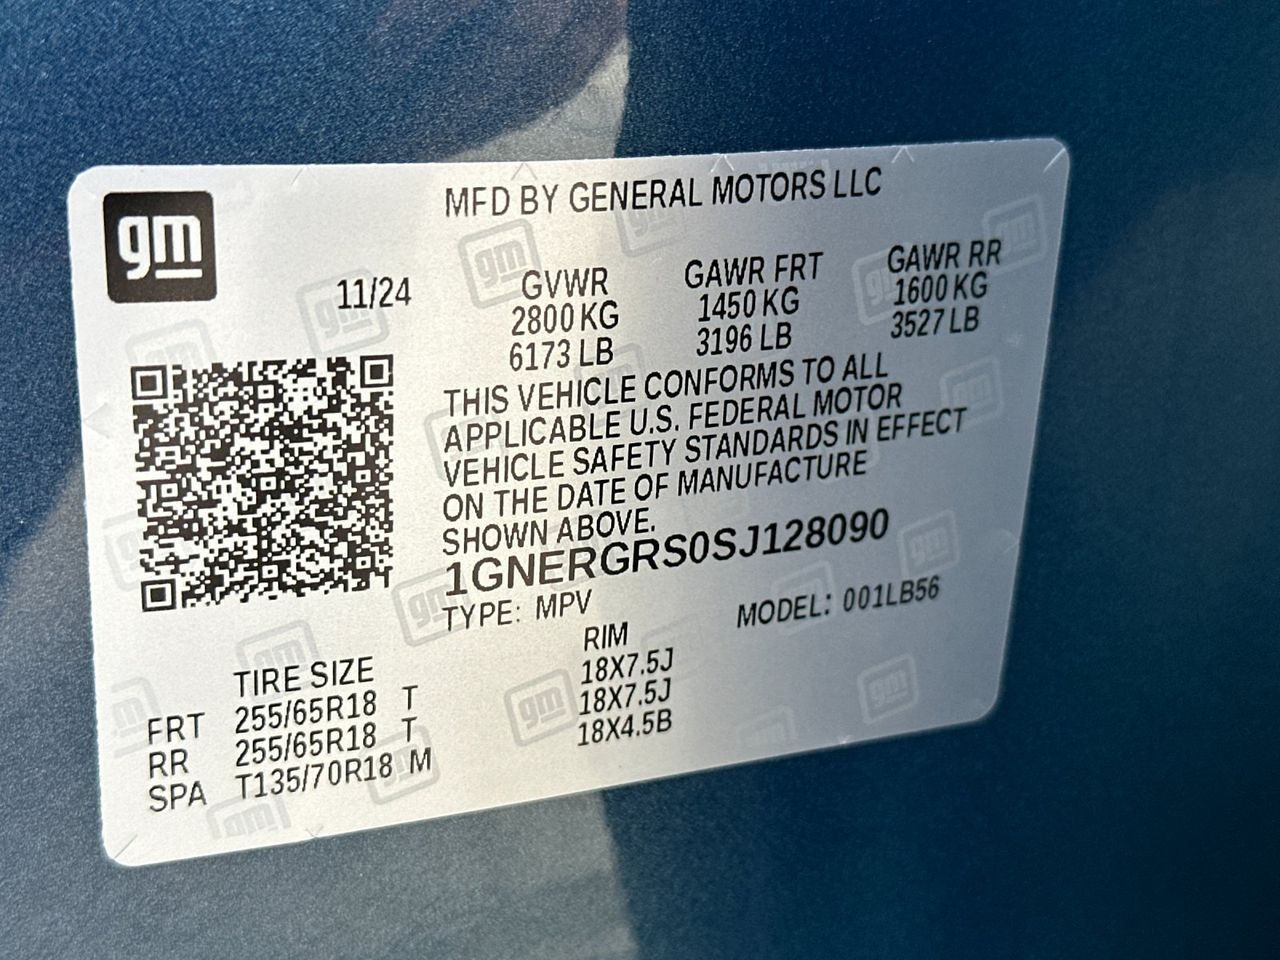 gm
MFD BY GENERAL MOTORS LLC
11/24
GVWR GAWR FRT GAWR RR
2800 KG 1450 KG 1600 KG
6173 LB 3196 LB 3527 LB
THIS VEHICLE CONFORMS TO ALL
APPLICABLE U.S. FEDERAL MOTOR
VEHICLE SAFETY STANDARDS IN EFFECT
ON THE DATE OF MANUFACTURE
SHOWN ABOVE.
1GNERGRS0SJ128090
TYPE: MPV MODEL: 001LB56
TIRE SIZE RIM
FRT 255/65R18 T 18X7.5J
RR 255/65R18 T 18X7.5J
SPA T135/70R18 M 18X4.5B